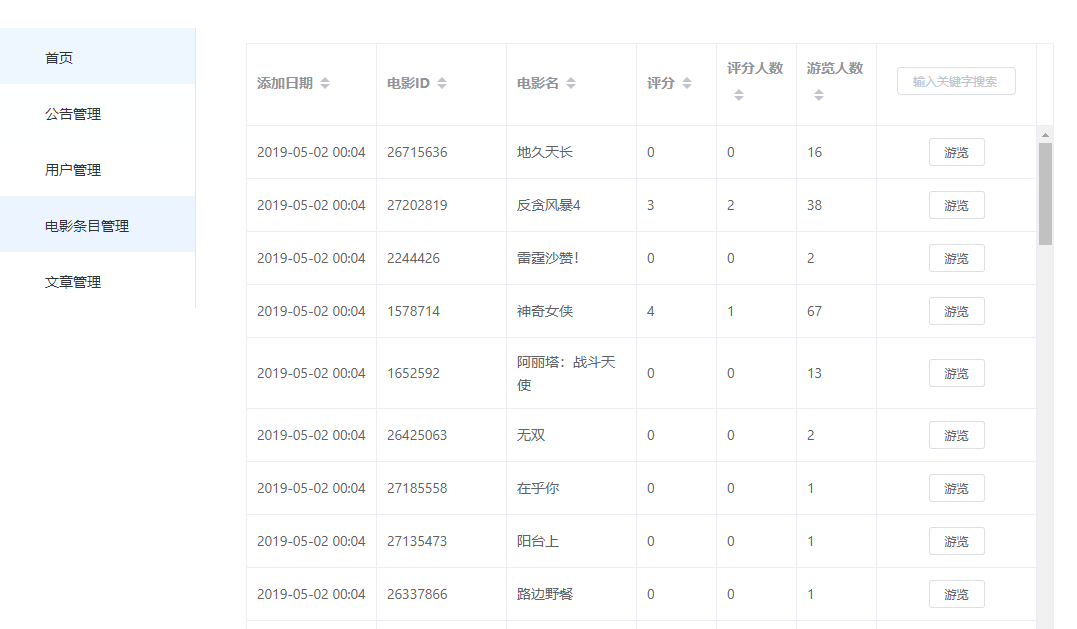 首页
公告管理
用户管理
电影条目管理
文章管理
添加日期 电影ID 电影名 评分 评分人数 游览人数 输入关键字搜索
2019-05-02 00:04 26715636 地久天长 0 0 16 游览
2019-05-02 00:04 27202819 反贪风暴4 3 2 38 游览
2019-05-02 00:04 2244426 雷霆沙赞！ 0 0 2 游览
2019-05-02 00:04 1578714 神奇女侠 4 1 67 游览
2019-05-02 00:04 1652592 阿丽塔：战斗天 0 0 13 游览
使
2019-05-02 00:04 26425063 无双 0 0 2 游览
2019-05-02 00:04 27185558 在乎你 0 0 1 游览
2019-05-02 00:04 27135473 阳台上 0 0 1 游览
2019-05-02 00:04 26337866 路边野餐 0 0 1 游览